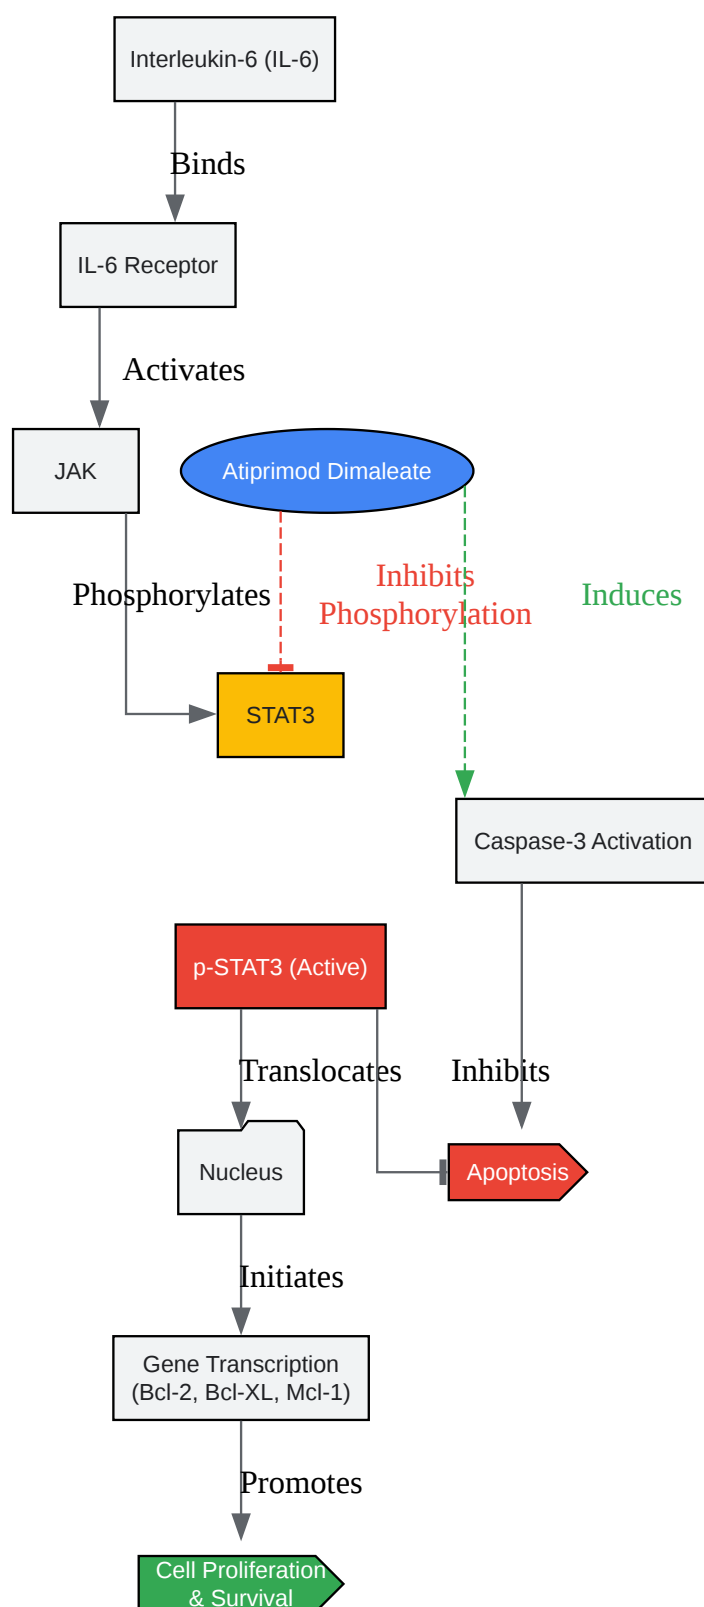 Interleukin-6 (IL-6)
Binds
IL-6 Receptor
Activates
JAK
Atiprimod Dimaleate
Phosphorylates
Inhibits
Phosphorylation
Induces
STAT3
Caspase-3 Activation
p-STAT3 (Active)
Translocates
Inhibits
Nucleus
Apoptosis
Initiates
Gene Transcription
(Bcl-2, Bcl-XL, Mcl-1)
Promotes
Cell Proliferation
& Survival